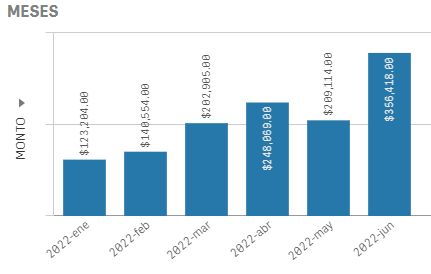 MESES
MONTO
$123,204.00
$140,554.00
$202,905.00
$248,069.00
$209,114.00
$356,418.00
2022-ene
2022-feb
2022-mar
2022-abr
2022-may
2022-jun